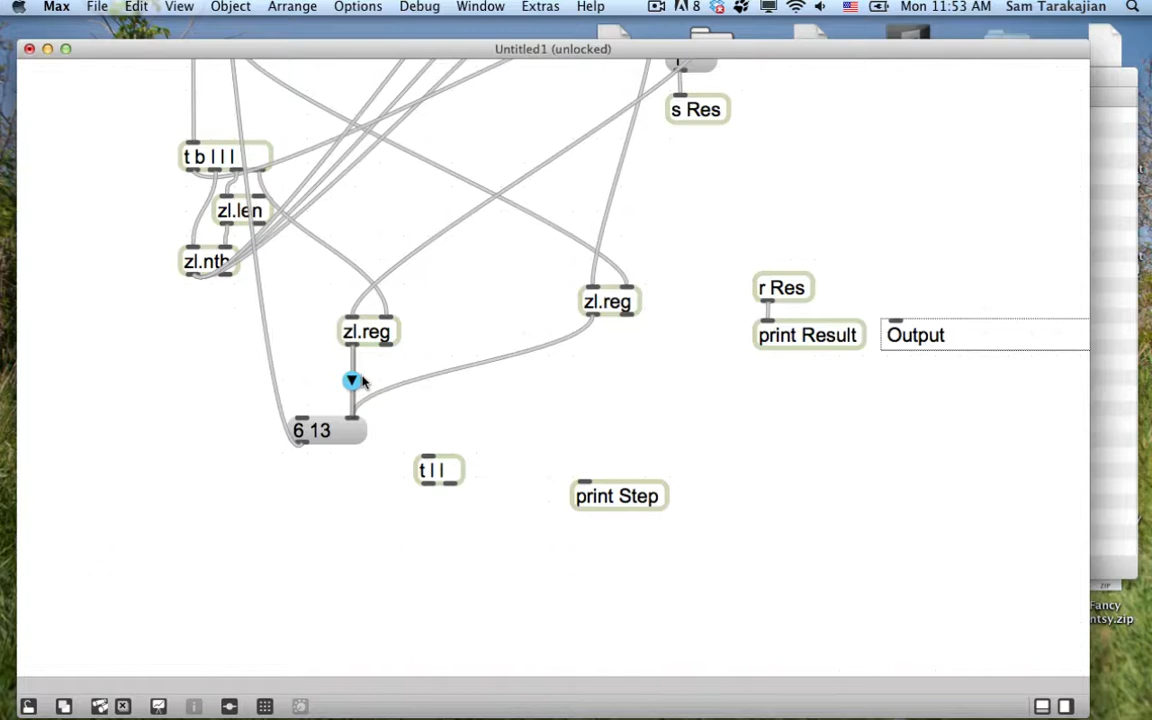 Max File Edit View Object Arrange Options Debug Window Extras Help 8 Mon 11:53 AM Sam Tarakajian
Untitled1 (unlocked)
s Res
t b l l l
zl.len
zl.nth
r Res
zl.reg
zl.reg
print Result
Output
6 13
t l l
print Step
ZIP
Fancy
ntsy.zip